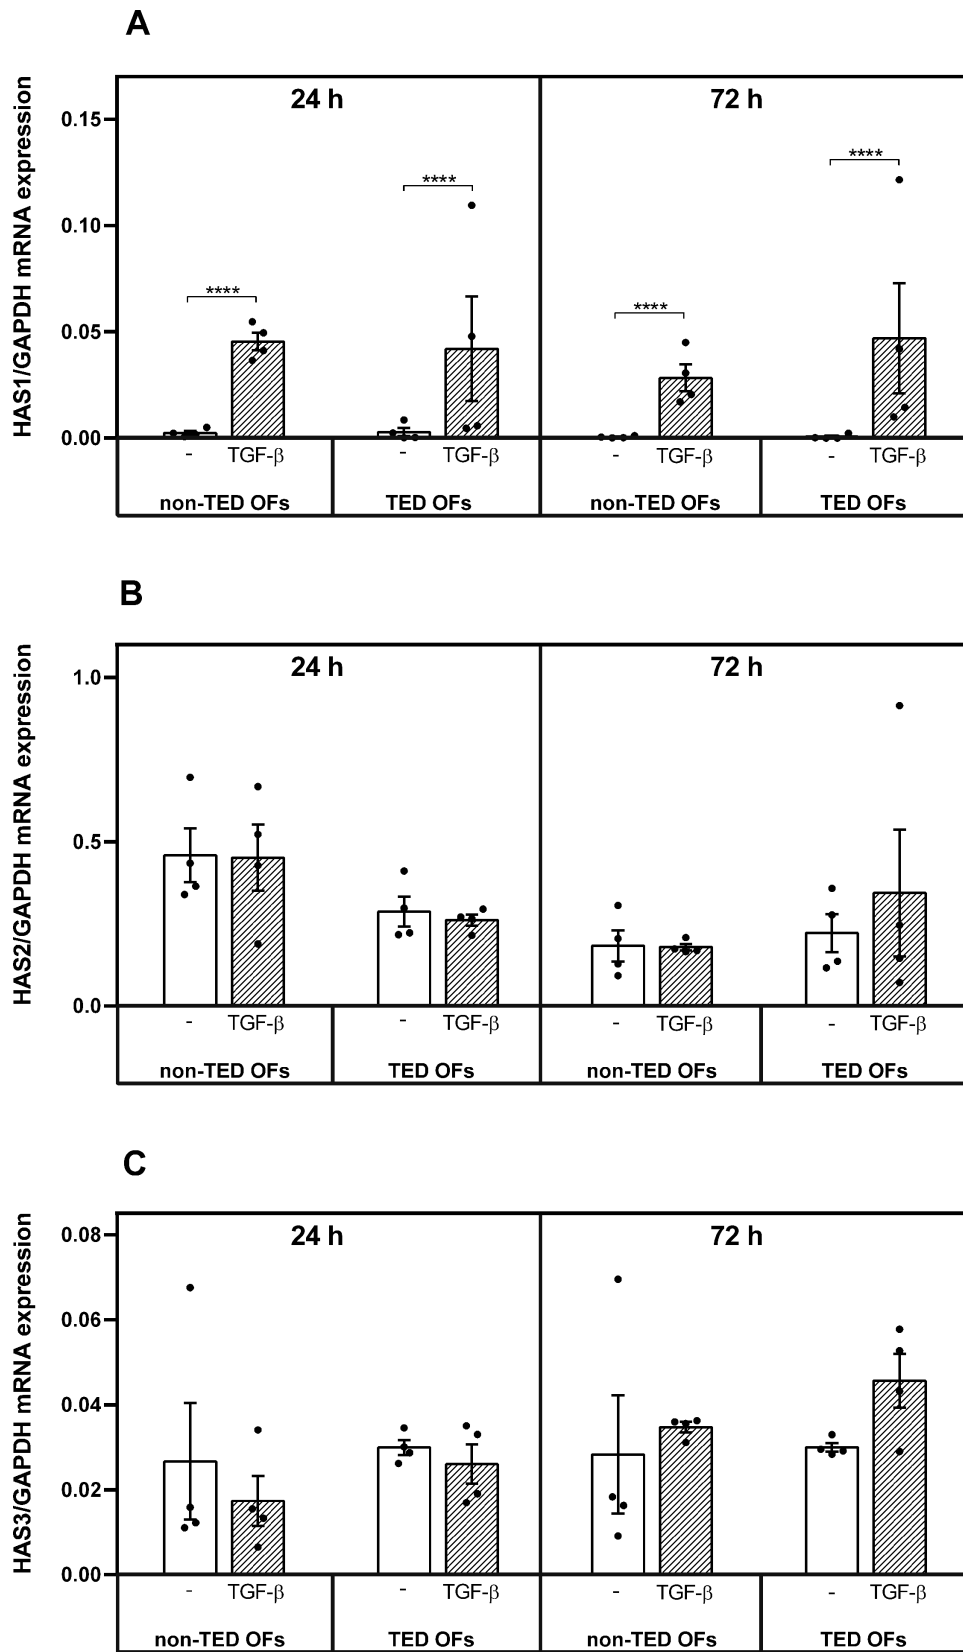 A
HAS1/GAPDH mRNA expression
24 h
72 h
0.15
0.10
0.05
0.00
****
****
****
****
- TGF-β - TGF-β - TGF-β - TGF-β
non-TED OFs TED OFs non-TED OFs TED OFs
B
HAS2/GAPDH mRNA expression
24 h
72 h
1.0
0.5
0.0
- TGF-β - TGF-β - TGF-β - TGF-β
non-TED OFs TED OFs non-TED OFs TED OFs
C
HAS3/GAPDH mRNA expression
24 h
72 h
0.08
0.06
0.04
0.02
0.00
- TGF-β - TGF-β - TGF-β - TGF-β
non-TED OFs TED OFs non-TED OFs TED OFs